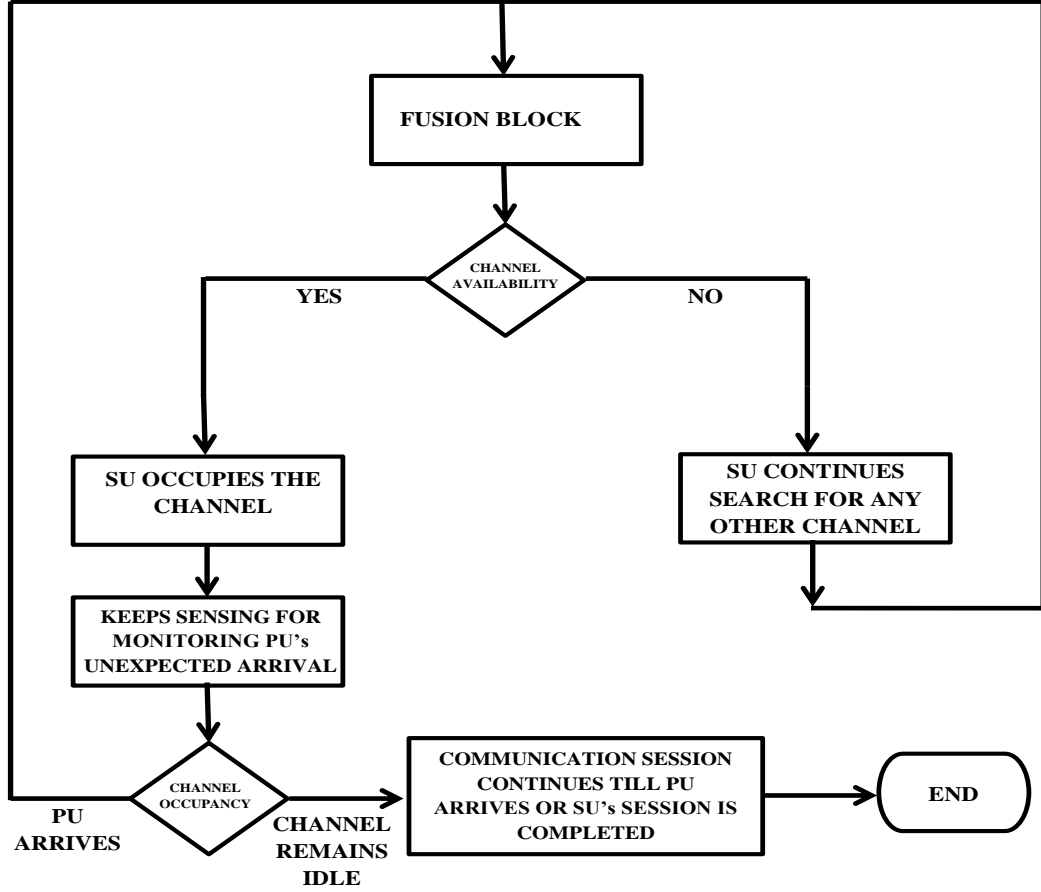 FUSION BLOCK
CHANNEL
AVAILABILITY
YES
NO
SU OCCUPIES THE
CHANNEL
SU CONTINUES
SEARCH FOR ANY
OTHER CHANNEL
KEEPS SENSING FOR
MONITORING PU’s
UNEXPECTED ARRIVAL
CHANNEL
OCCUPANCY
PU
ARRIVES
CHANNEL
REMAINS
IDLE
COMMUNICATION SESSION
CONTINUES TILL PU
ARRIVES OR SU’s SESSION IS
COMPLETED
END